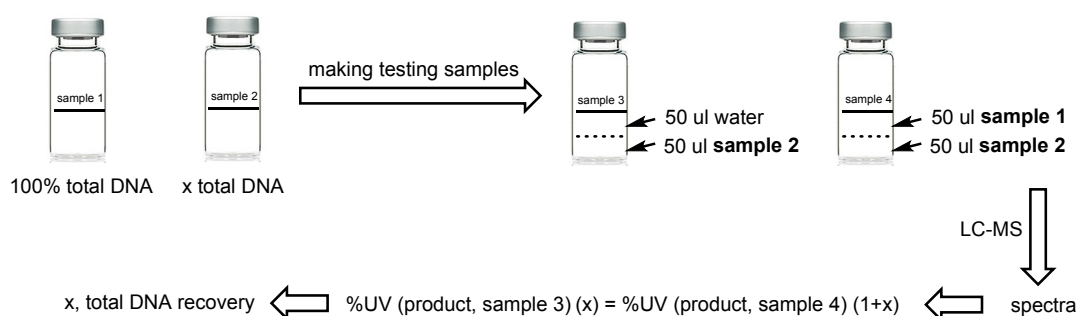 making testing samples
sample 1
sample 2
sample 3
sample 4
50 ul water
50 ul sample 2
50 ul sample 1
50 ul sample 2
100% total DNA
x total DNA
LC-MS
x, total DNA recovery
%UV (product, sample 3) (x) = %UV (product, sample 4) (1+x)
spectra